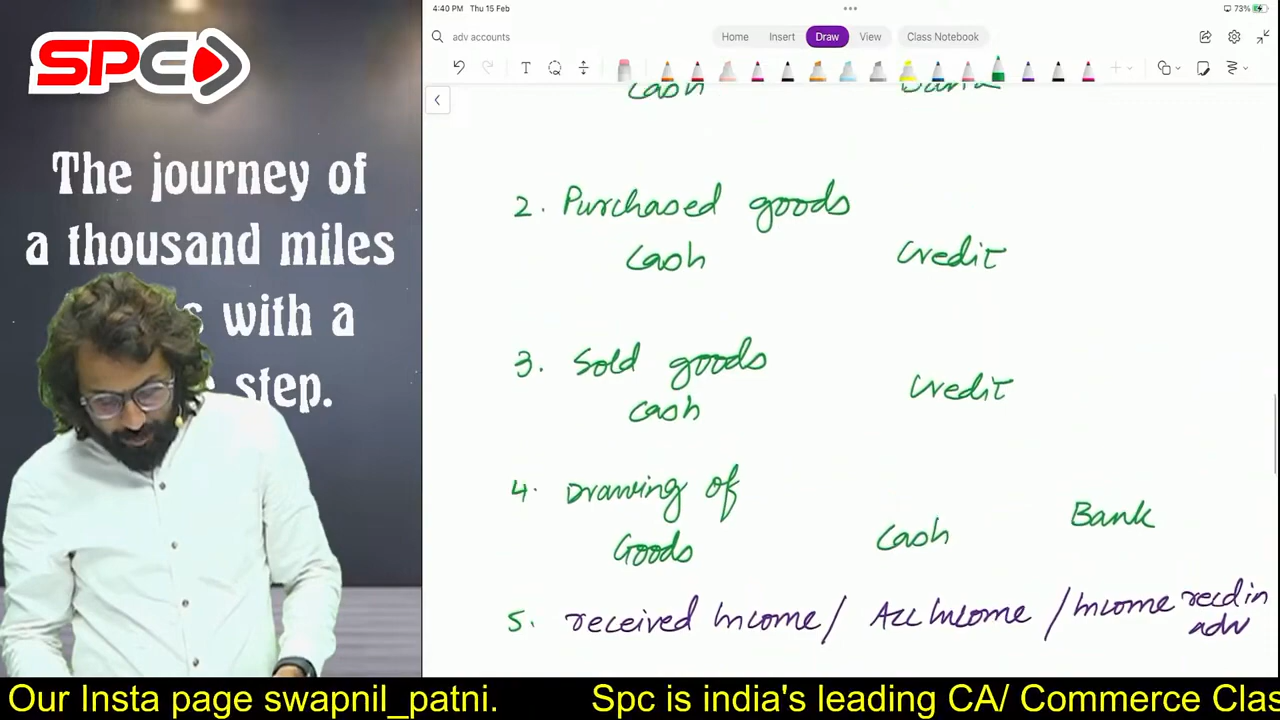 4:40 PM Thu 15 Feb
73%
adv accounts
Home Insert Draw View Class Notebook
SPC
The journey of
a thousand miles
with a
step.
Cash
2. Purchased goods
Cash Credit
3. Sold goods
Cash Credit
4. Drawing of
Goods Cash Bank
5. received Income / Acc Income / Income recd in
adv
Our Insta page swapnil_patni. Spc is india's leading CA/ Commerce Clas